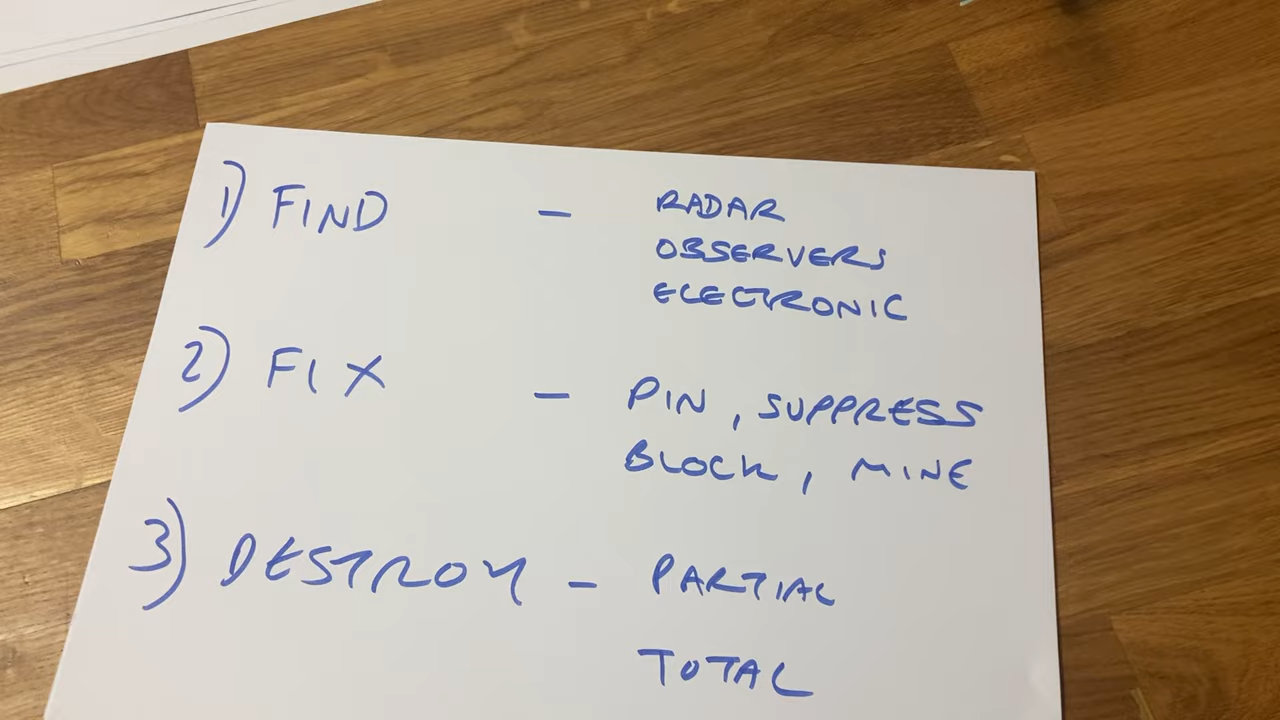 1) FIND - RADAR
OBSERVERS
ELECTRONIC
2) FIX - PIN, SUPPRESS
BLOCK, MINE
3) DESTROY - PARTIAL
TOTAL